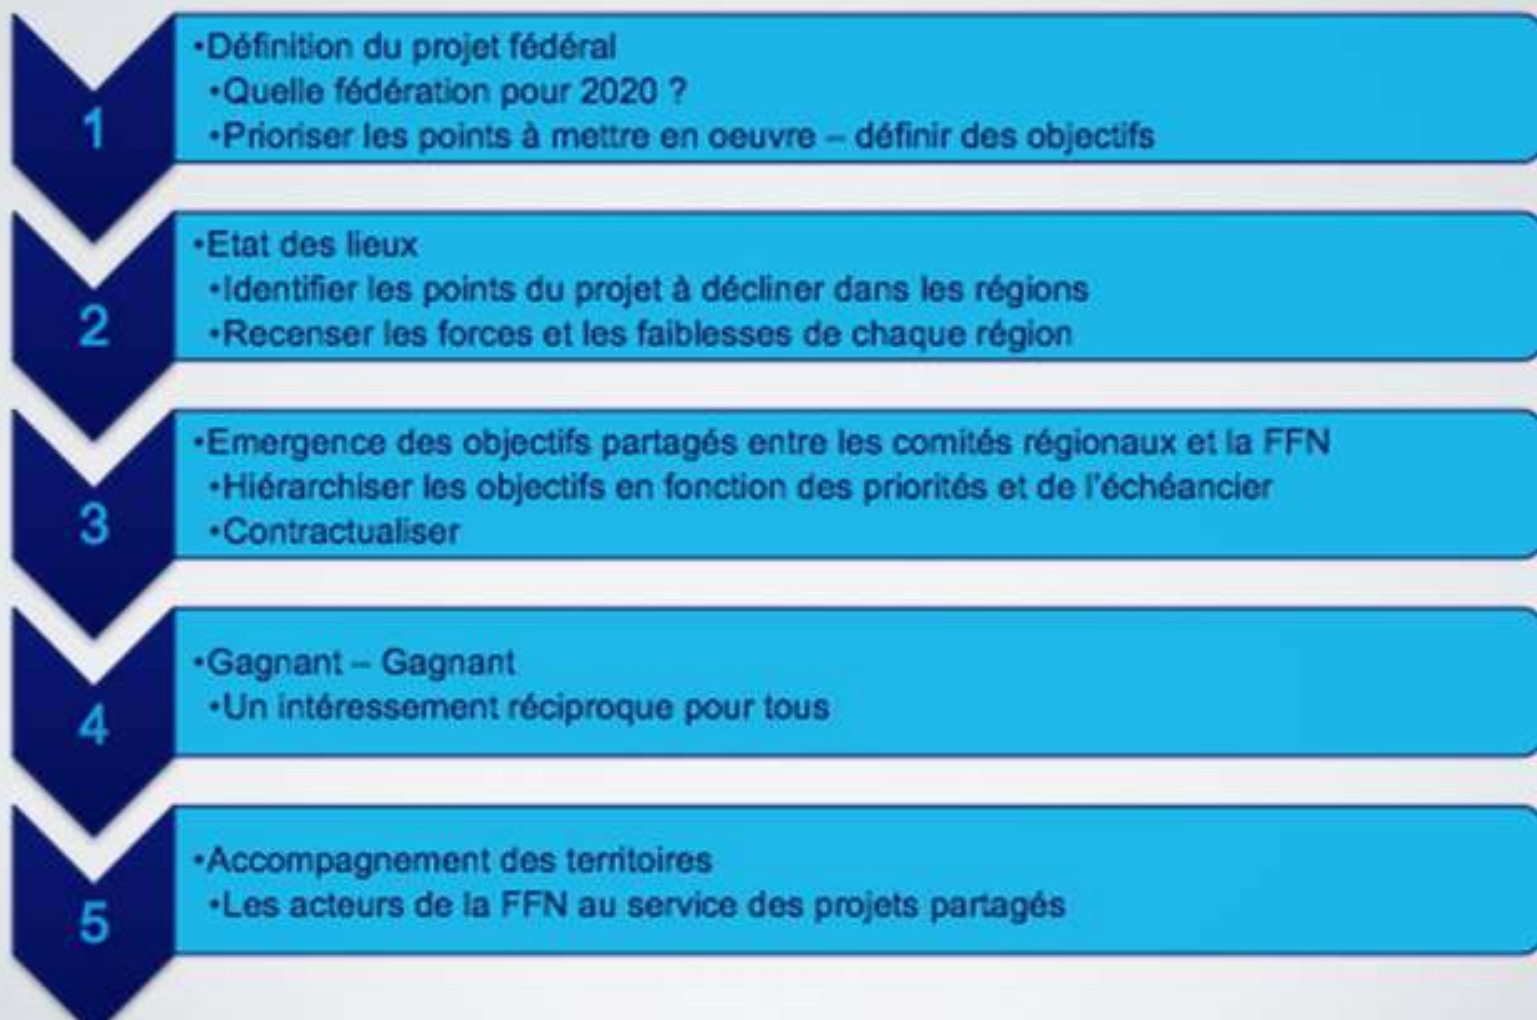 1
•Définition du projet fédéral
•Quelle fédération pour 2020 ?
•Prioriser les points à mettre en oeuvre – définir des objectifs
2
•Etat des lieux
•Identifier les points du projet à décliner dans les régions
•Recenser les forces et les faiblesses de chaque région
3
•Emergence des objectifs partagés entre les comités régionaux et la FFN
•Hiérarchiser les objectifs en fonction des priorités et de l'échéancier
•Contractualiser
4
•Gagnant – Gagnant
•Un intéressement réciproque pour tous
5
•Accompagnement des territoires
•Les acteurs de la FFN au service des projets partagés